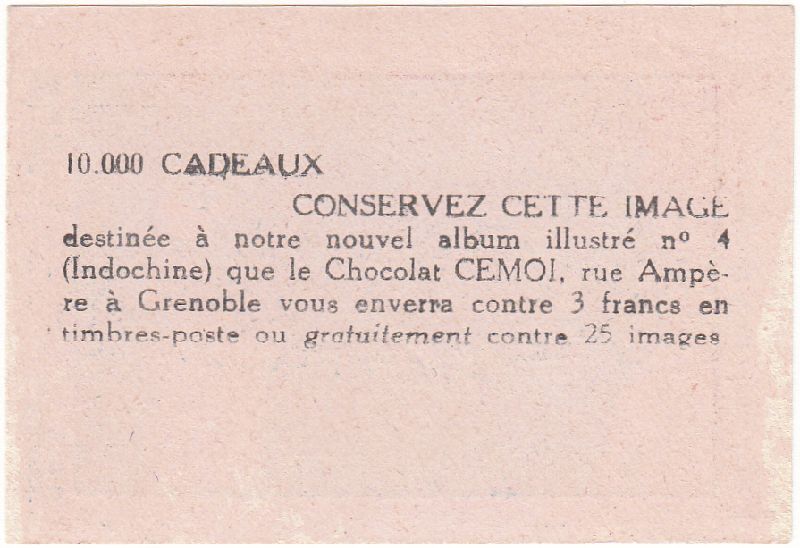 10.000 CADEAUX
CONSERVEZ CETTE IMAGE
destinée à notre nouvel album illustré nº 4
(Indochine) que le Chocolat CEMOI, rue Ampè-
re à Grenoble vous enverra contre 3 francs en
timbres-poste ou gratuitement contre 25 images